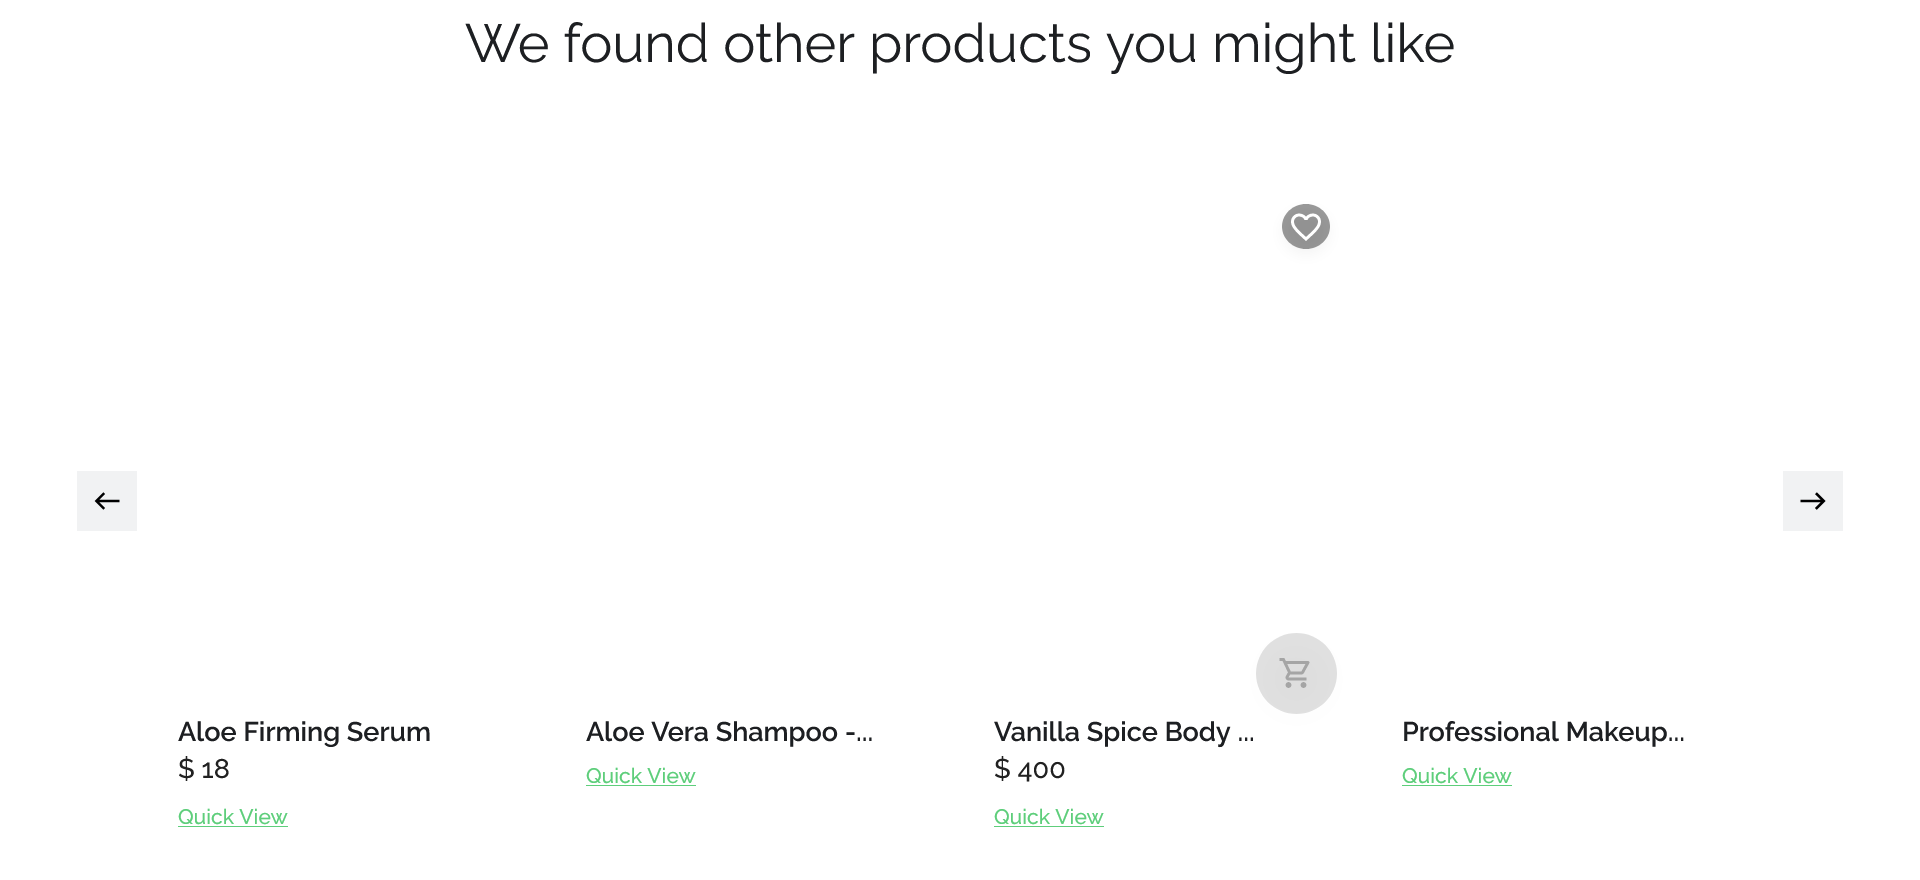 We found other products you might like
Aloe Firming Serum
$ 18
Quick View
Aloe Vera Shampoo -...
Quick View
Vanilla Spice Body ...
$ 400
Quick View
Professional Makeup...
Quick View